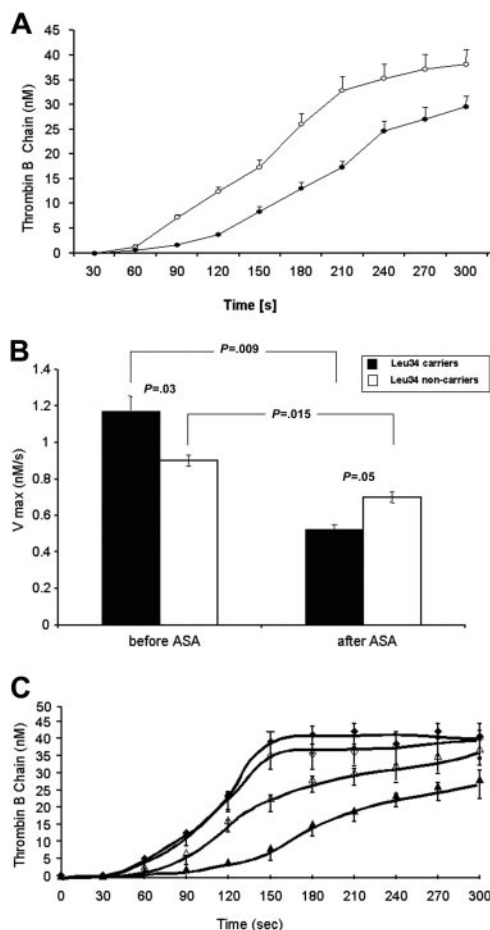 A
Thrombin B Chain (nM)
45
40
35
30
25
20
15
10
5
0
30 60 90 120 150 180 210 240 270 300
Time [s]
B
P=.009
Leu34 carriers
Leu34 non-carriers
P=.03
P=.015
P=.05
V max (nM/s)
1.4
1.2
1
0.8
0.6
0.4
0.2
0
before ASA after ASA
C
Thrombin B Chain (nM)
50
45
40
35
30
25
20
15
10
5
0
0 30 60 90 120 150 180 210 240 270 300
Time (sec)